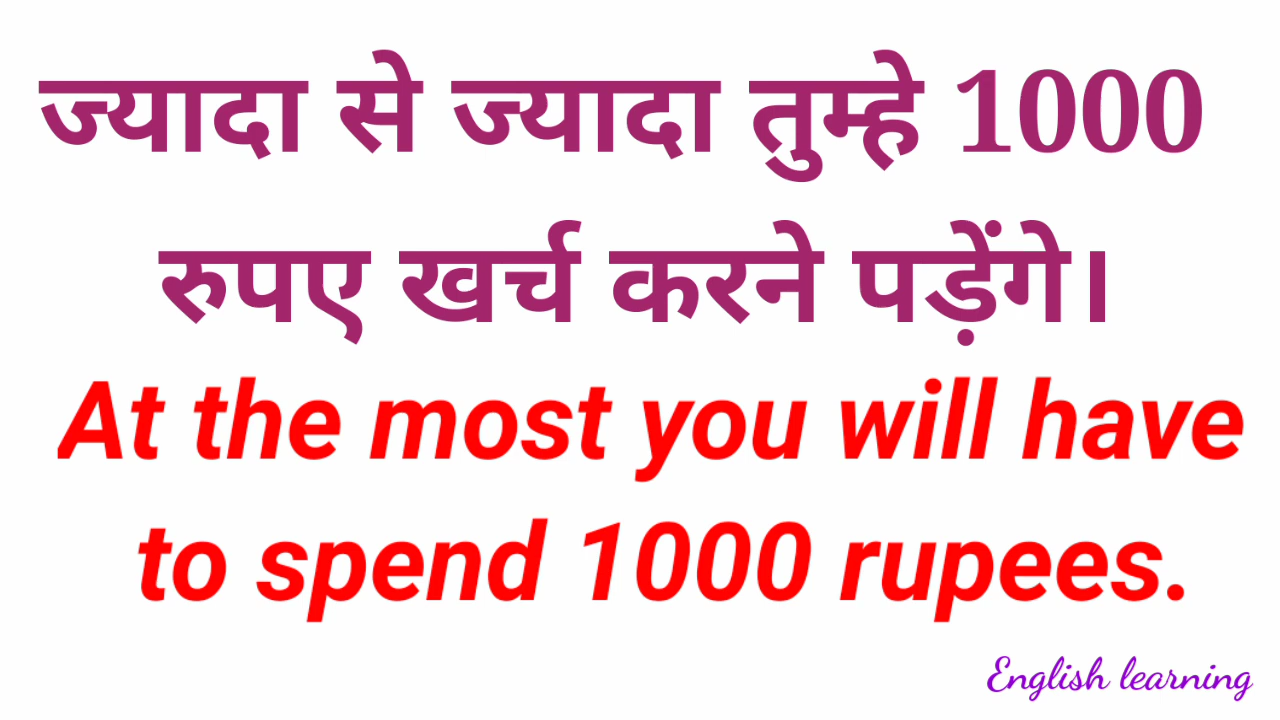 ज्यादा से ज्यादा तुम्हे 1000
रुपए खर्च करने पड़ेंगे।
At the most you will have
to spend 1000 rupees.
English learning